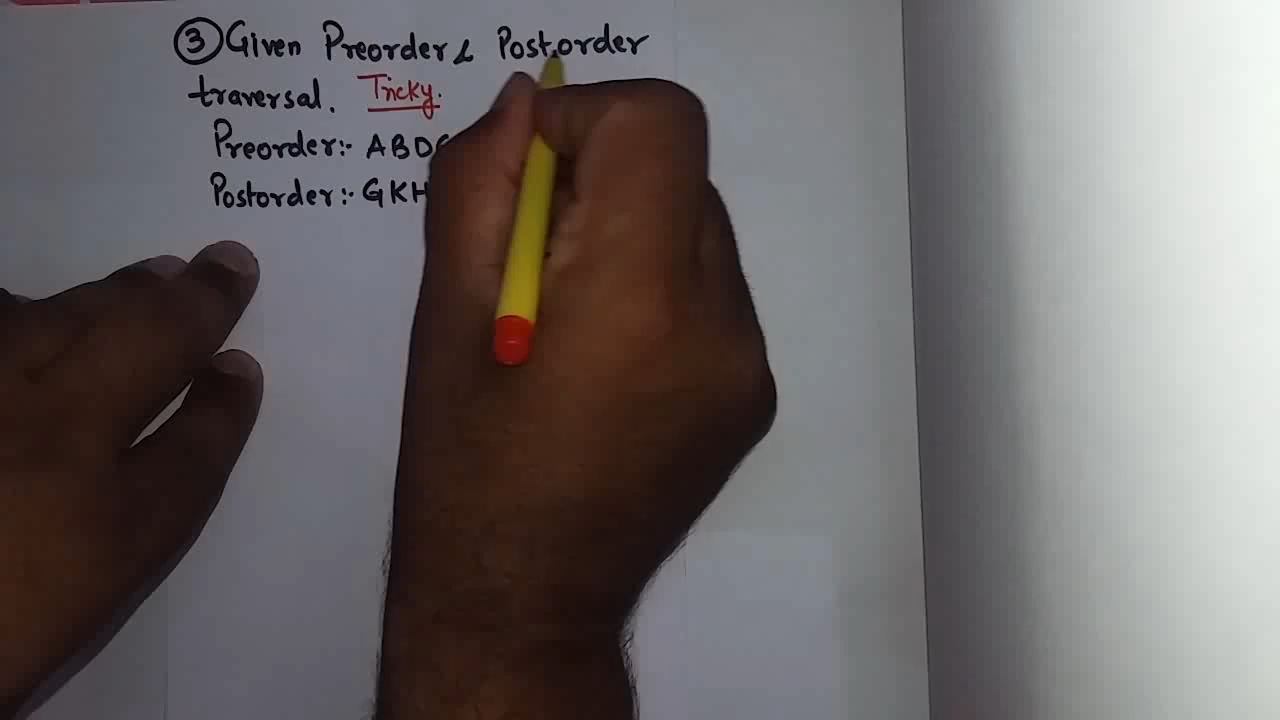 ③ Given Preorder & Postorder
traversal. Tricky.
Preorder:- ABD
Postorder:- GKH